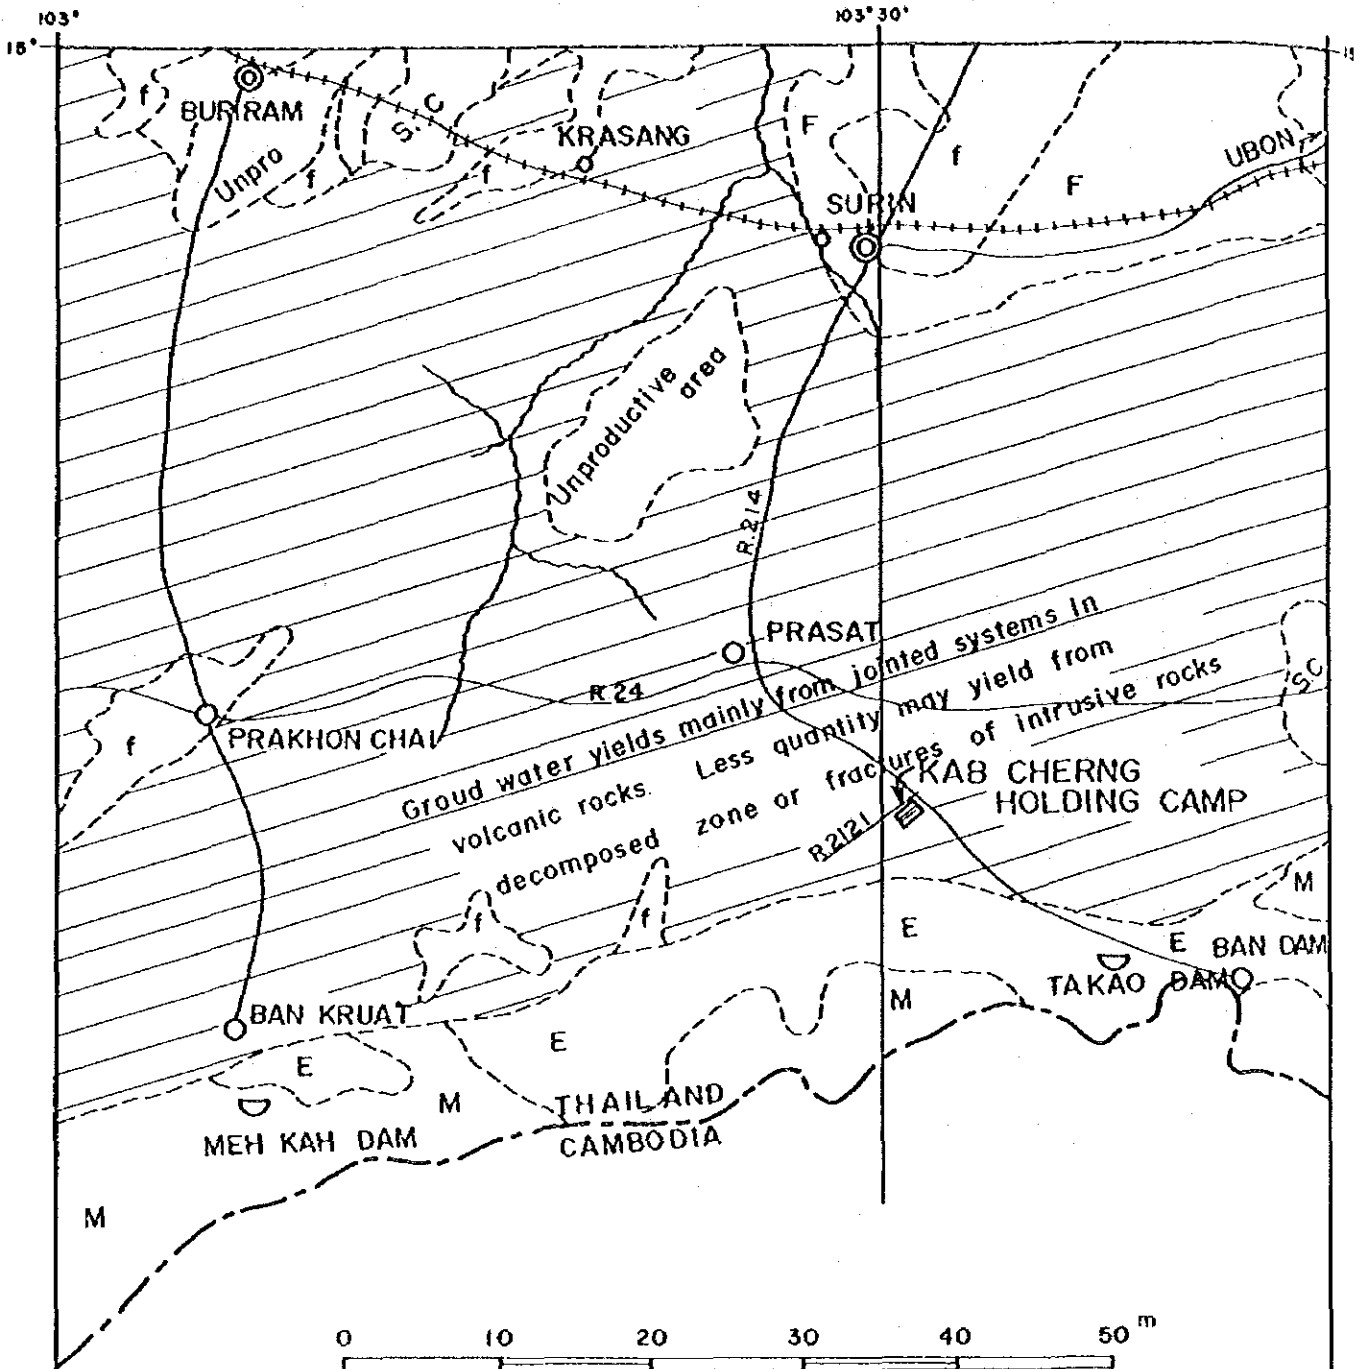 103° 103°30'
15°
BURIRAM
f
Unpro
f
S.C
KRASANG
f
F
f
F
UBON
SURIN
Unproductive
area
R.214
PRASAT
R 24
PRAKHON CHAI
f
Groud water yields mainly from jointed systems in
volcanic rocks. Less quantity may yield from
decomposed zone or fractures of intrusive rocks
SC
KAB CHERNG
HOLDING CAMP
R2121
f
f
E
M
E
BAN DAM
TAKAO DAM
M
BAN KRUAT
E
E
M
MEH KAH DAM
THAILAND
CAMBODIA
M
0 10 20 30 40 50 m